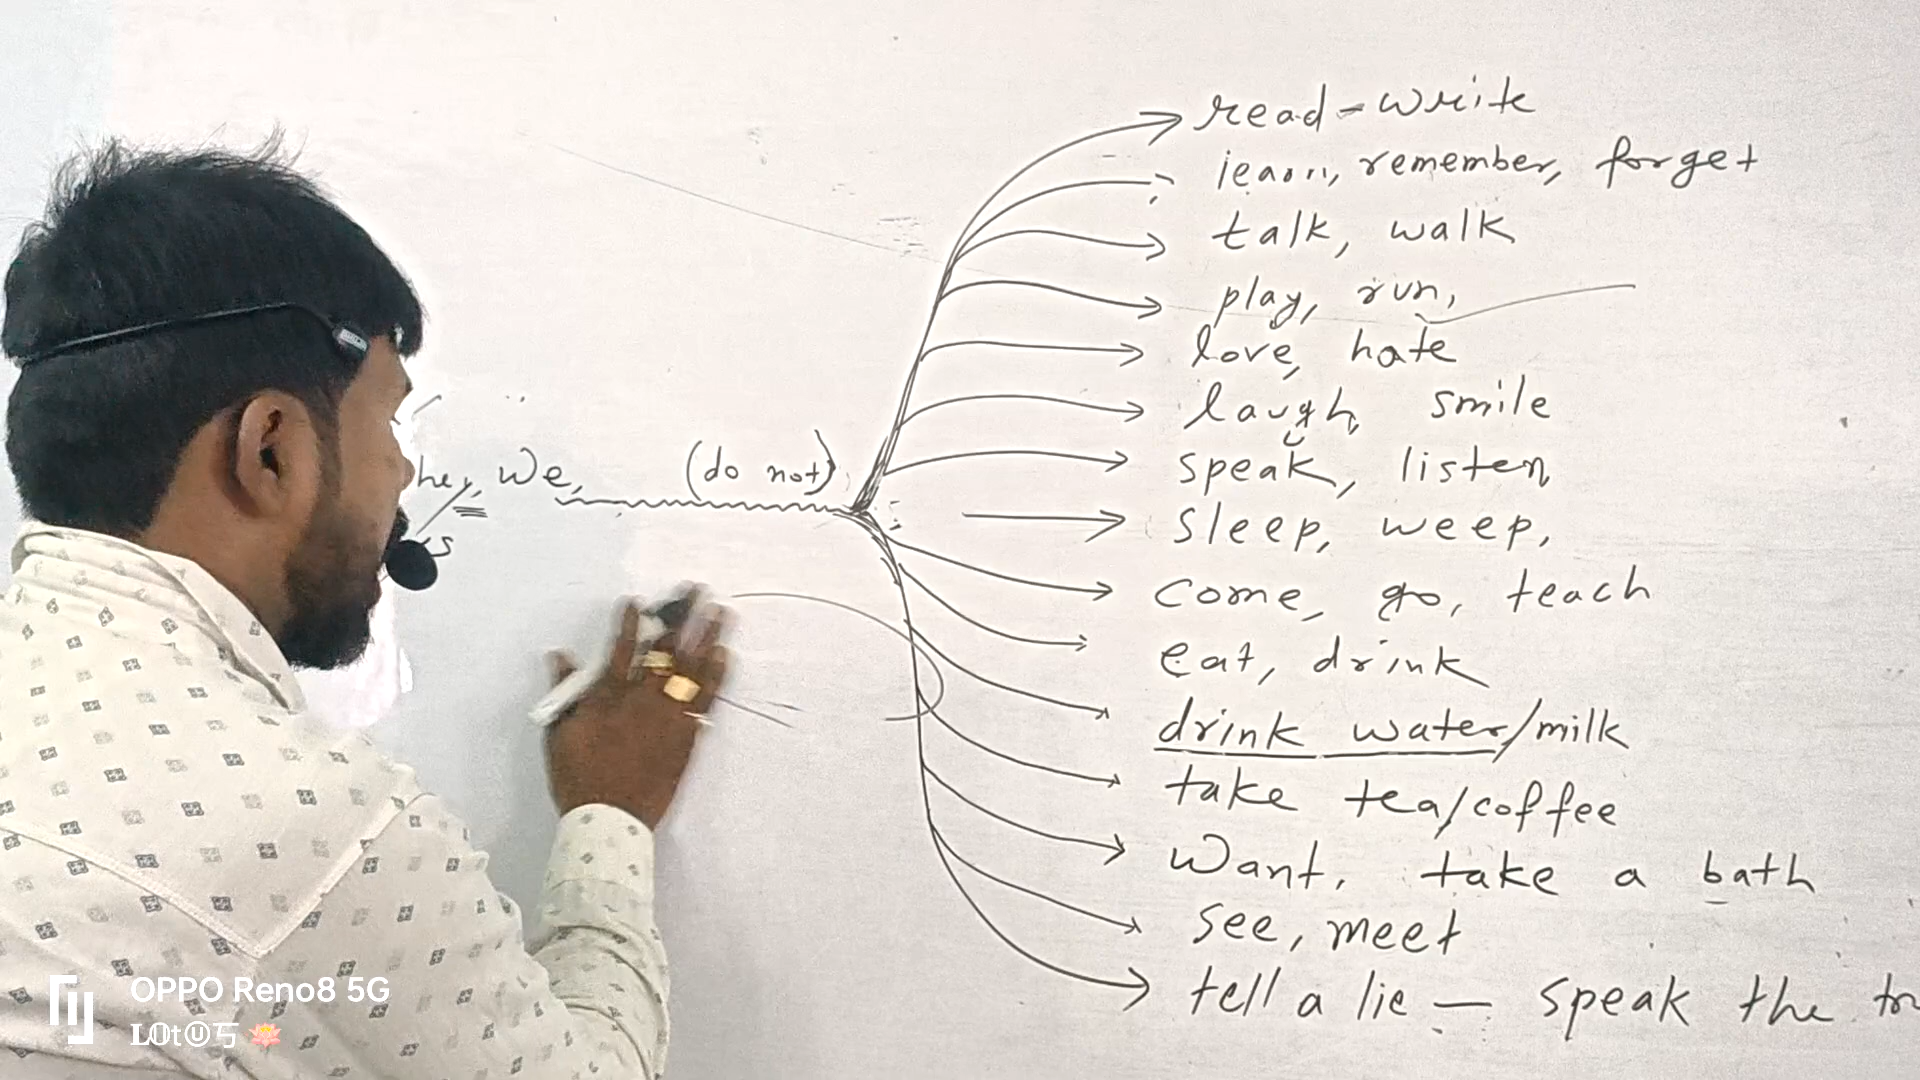 read - write
learn, remember, forget
talk, walk
play, run,
love, hate
laugh, smile
he, We, (do not)
speak, listen,
s
sleep, weep,
come, go, teach
eat, drink
drink water/milk
take tea/coffee
Want, take a bath
see, meet
tell a lie — speak the
OPPO Reno8 5G